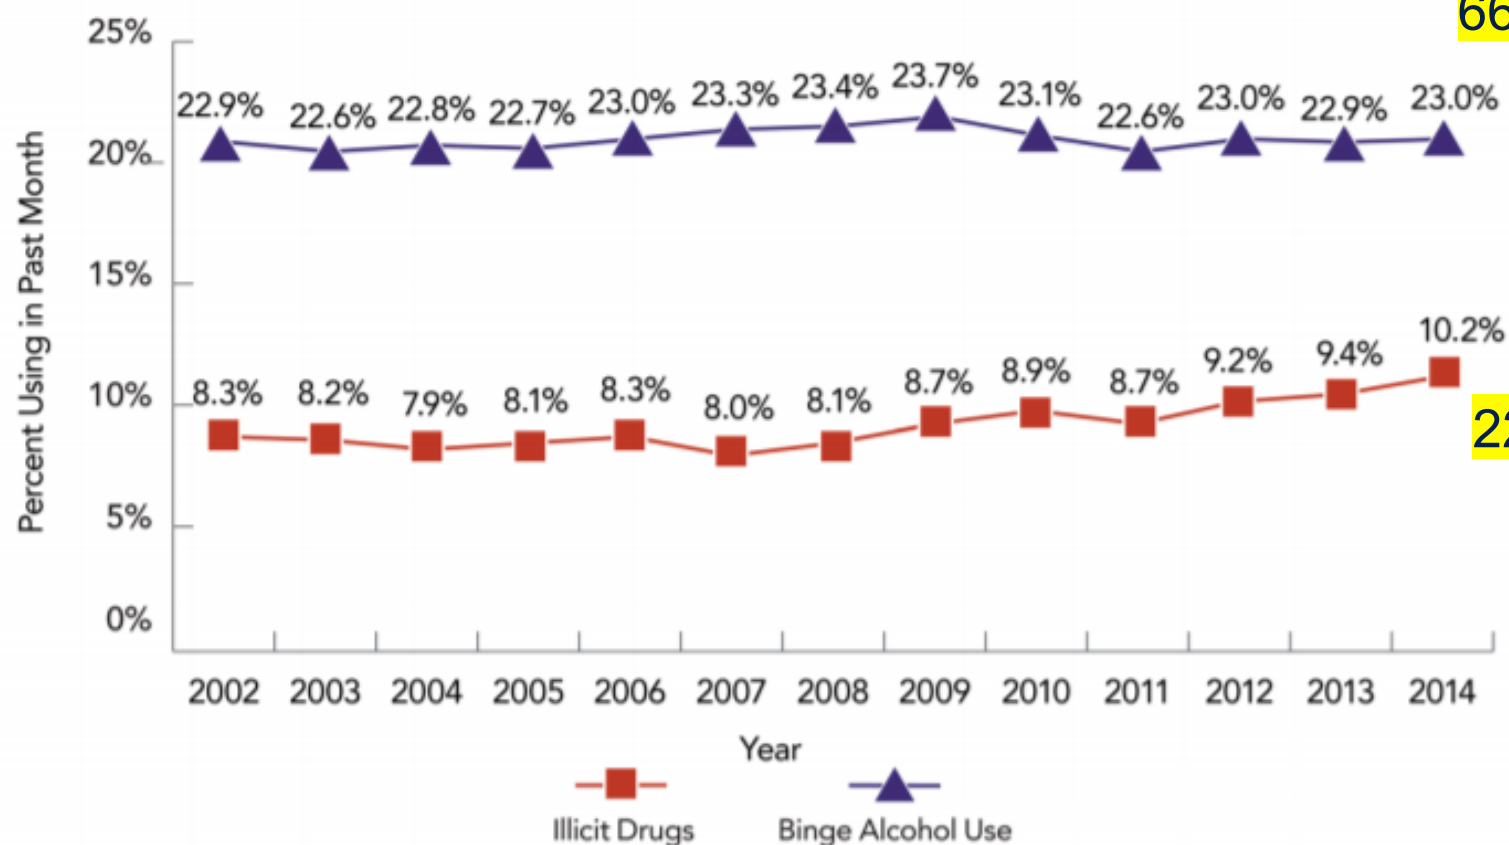 66
25%
22.9% 22.6% 22.8% 22.7% 23.0% 23.3% 23.4% 23.7% 23.1% 22.6% 23.0% 22.9% 23.0%
20%
15%
10.2%
10% 8.3% 8.2% 7.9% 8.1% 8.3% 8.0% 8.1% 8.7% 8.9% 8.7% 9.2% 9.4%
5%
0%
Percent Using in Past Month
2002 2003 2004 2005 2006 2007 2008 2009 2010 2011 2012 2013 2014
Year
Illicit Drugs Binge Alcohol Use